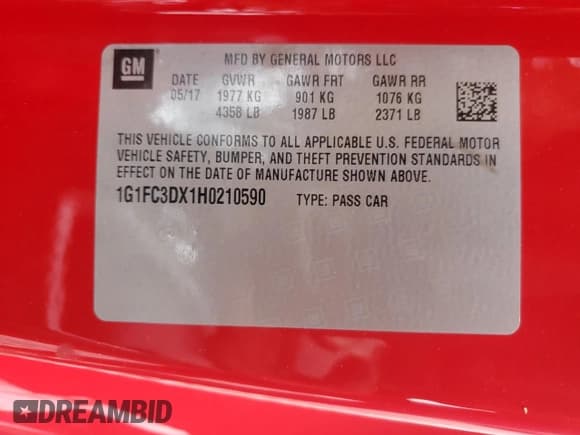 GM
MFD BY GENERAL MOTORS LLC
DATE GVWR GAWR FRT GAWR RR
05/17 1977 KG 901 KG 1076 KG
4358 LB 1987 LB 2371 LB
THIS VEHICLE CONFORMS TO ALL APPLICABLE U.S. FEDERAL MOTOR
VEHICLE SAFETY, BUMPER, AND THEFT PREVENTION STANDARDS IN
EFFECT ON THE DATE OF MANUFACTURE SHOWN ABOVE.
1G1FC3DX1H0210590 TYPE: PASS CAR
DREAMBID